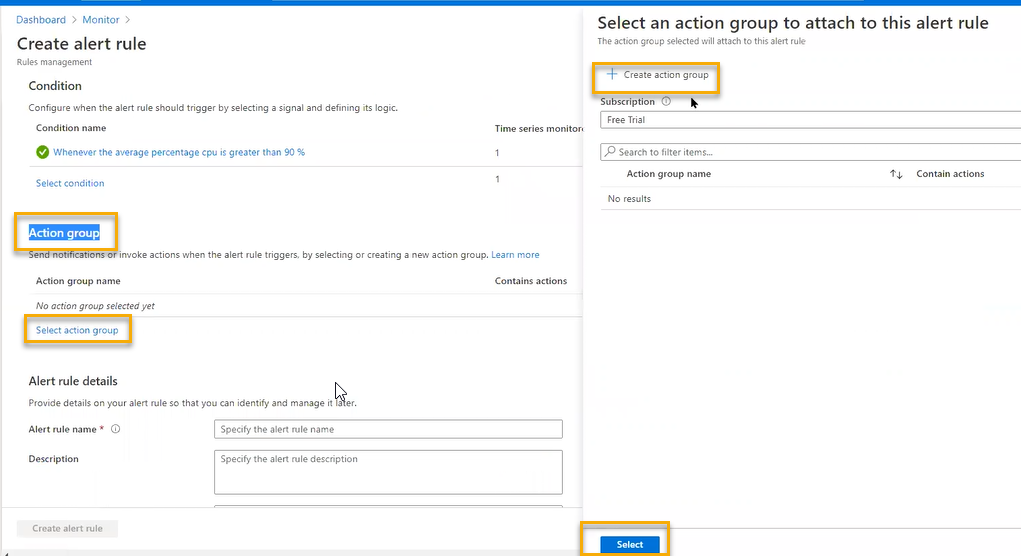 Dashboard > Monitor >
Create alert rule
Rules management
Condition
Configure when the alert rule should trigger by selecting a signal and defining its logic.
Condition name
Time series monitore
Whenever the average percentage cpu is greater than 90 %
1
Select condition
1
Action group
Send notifications or invoke actions when the alert rule triggers, by selecting or creating a new action group. Learn more
Action group name
Contains actions
No action group selected yet
Select action group
Alert rule details
Provide details on your alert rule so that you can identify and manage it later.
Alert rule name *
Specify the alert rule name
Description
Specify the alert rule description
Create alert rule
Select an action group to attach to this alert rule
The action group selected will attach to this alert rule
+ Create action group
Subscription
Free Trial
Search to filter items...
Action group name
Contain actions
No results
Select